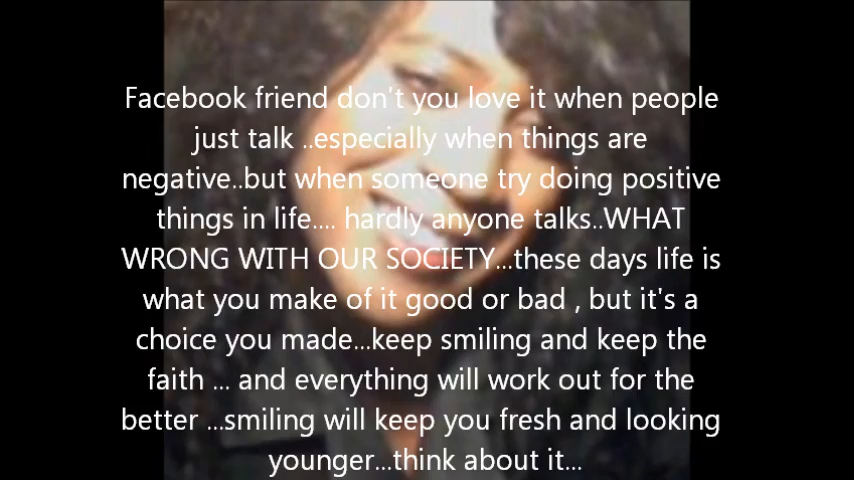 Facebook friend don't you love it when people
just talk ..especially when things are
negative..but when someone try doing positive
things in life.... hardly anyone talks..WHAT
WRONG WITH OUR SOCIETY...these days life is
what you make of it good or bad , but it's a
choice you made...keep smiling and keep the
faith ... and everything will work out for the
better ...smiling will keep you fresh and looking
younger...think about it...